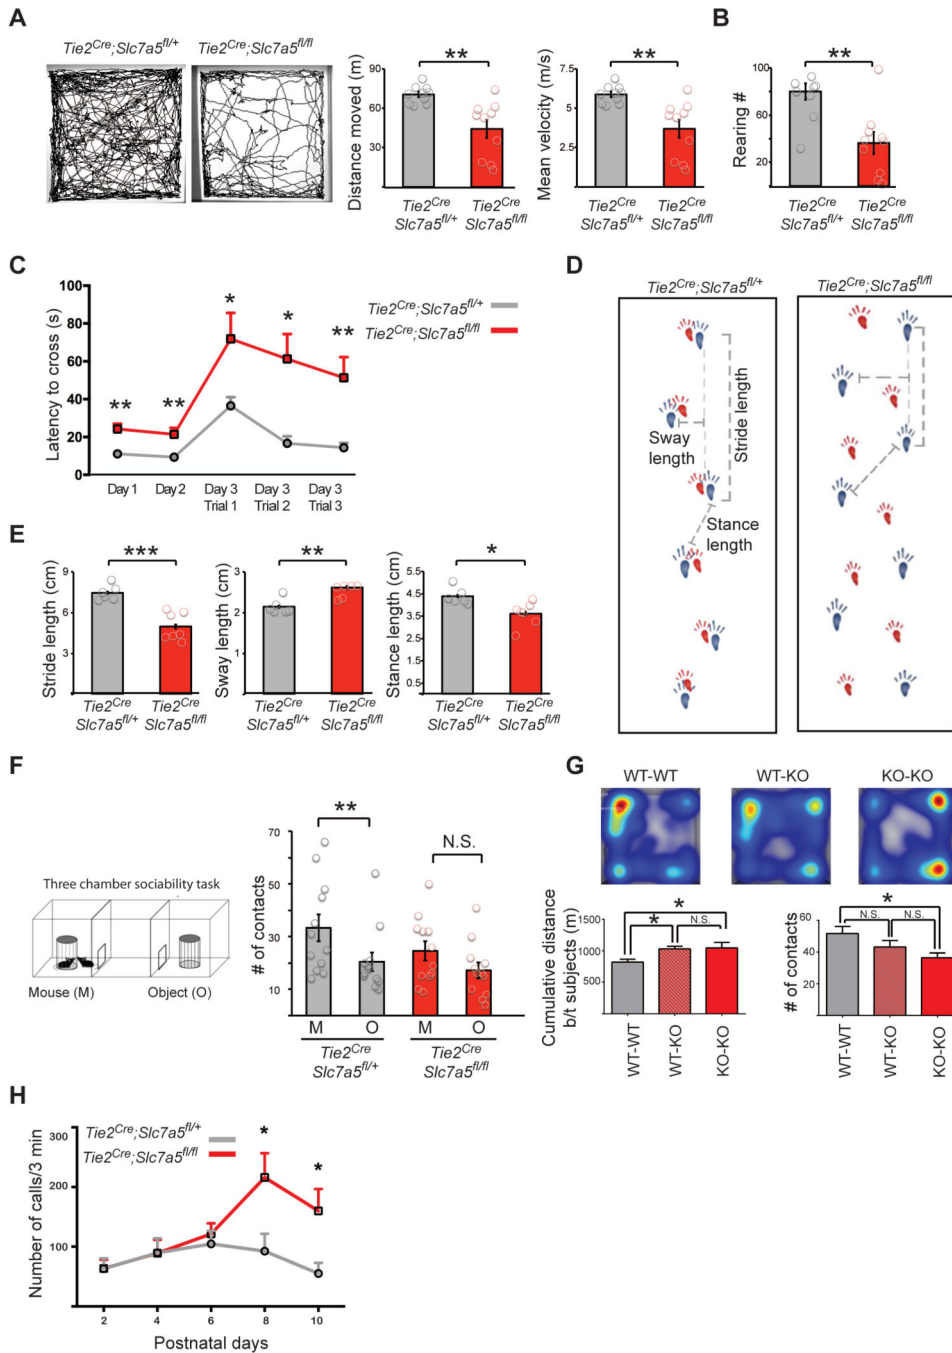 A
Tie2Cre;Slc7a5fl/+
Tie2Cre;Slc7a5fl/fl
Distance moved (m)
90
60
30
**
Tie2Cre Tie2Cre
Slc7a5fl/+ Slc7a5fl/fl
Mean velocity (m/s)
7.5
5
2.5
**
Tie2Cre Tie2Cre
Slc7a5fl/+ Slc7a5fl/fl
B
Rearing #
100
80
40
**
Tie2Cre Tie2Cre
Slc7a5fl/+ Slc7a5fl/fl
C
Latency to cross (s)
100
80
60
40
20
0
** ** * * **
Tie2Cre;Slc7a5fl/+
Tie2Cre;Slc7a5fl/fl
Day 1 Day 2 Day 3 Day 3 Day 3
Trial 1 Trial 2 Trial 3
D
Tie2Cre;Slc7a5fl/+
Tie2Cre;Slc7a5fl/fl
Sway
length
Stride length
Stance
length
E
Stride length (cm)
9
6
3
***
Tie2Cre Tie2Cre
Slc7a5fl/+ Slc7a5fl/fl
Sway length (cm)
3
2
1
0
**
Tie2Cre Tie2Cre
Slc7a5fl/+ Slc7a5fl/fl
Stance length (cm)
6
4.5
3
1.5
0
*
Tie2Cre Tie2Cre
Slc7a5fl/+ Slc7a5fl/fl
F
Three chamber sociability task
Mouse (M)
Object (O)
# of contacts
70
50
30
10
**
N.S.
M O M O
Tie2Cre Tie2Cre
Slc7a5fl/+ Slc7a5fl/fl
G
WT-WT
WT-KO
KO-KO
Cumulative distance
b/t subjects (m)
1500
1000
500
*
*
N.S.
WT-WT
WT-KO
KO-KO
# of contacts
60
20
*
N.S. N.S.
WT-WT
WT-KO
KO-KO
H
Tie2Cre;Slc7a5fl/+
Tie2Cre;Slc7a5fl/fl
Number of calls/3 min
300
200
100
*
*
2 4 6 8 10
Postnatal days